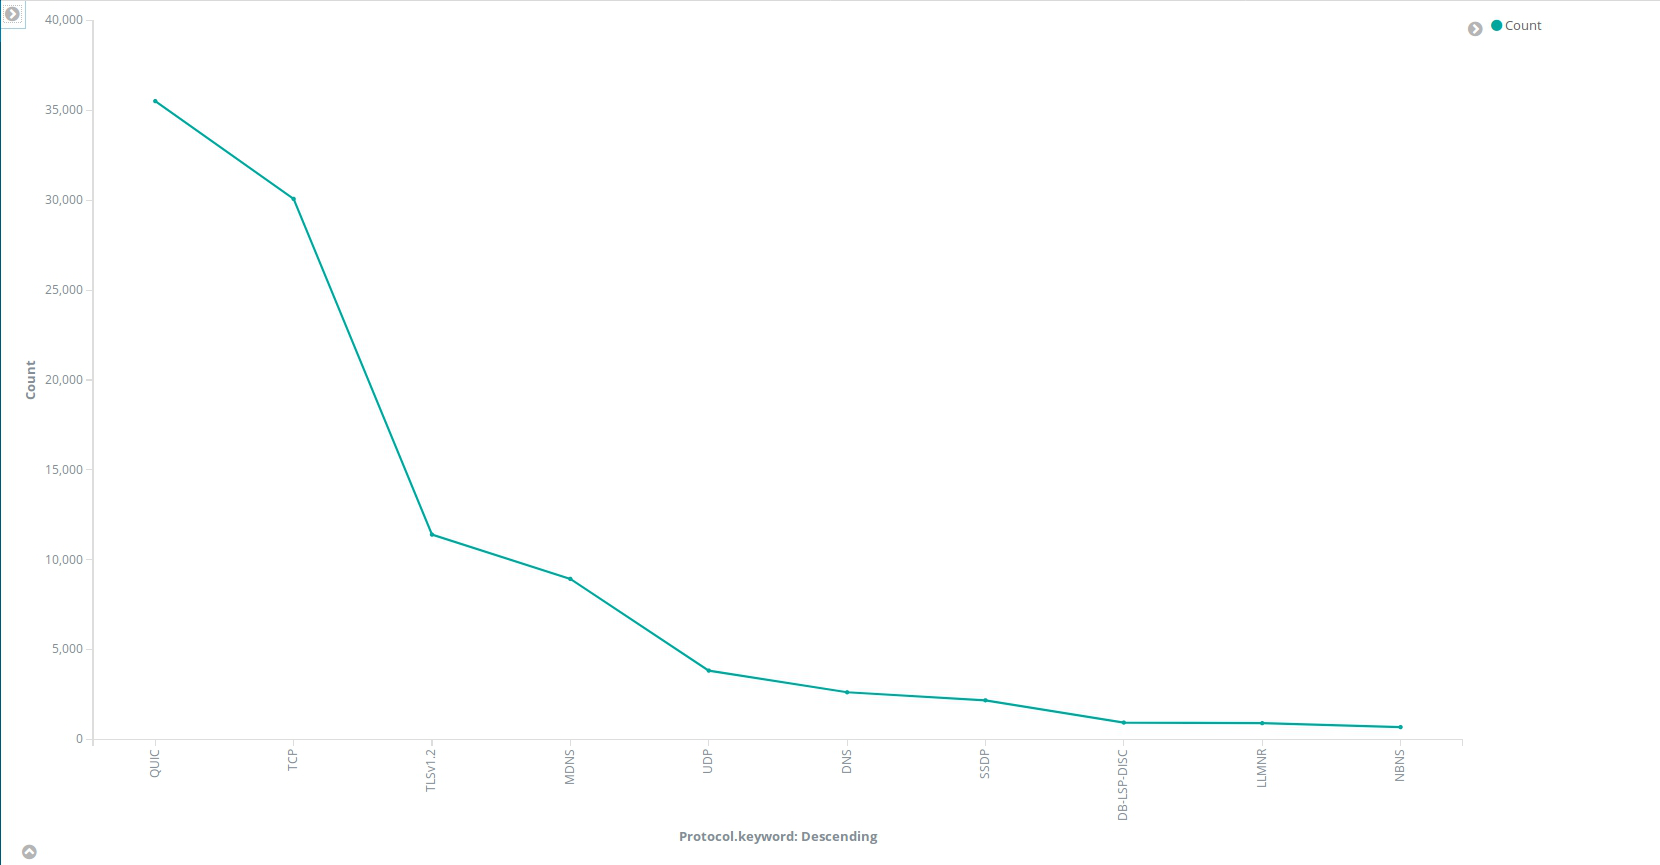 Count
40,000
35,000
30,000
25,000
20,000
15,000
10,000
5,000
0
Count
QUIC
TCP
TLSv1.2
MDNS
UDP
DNS
SSDP
DB-LSP-DISC
LLMNR
NBNS
Protocol.keyword: Descending